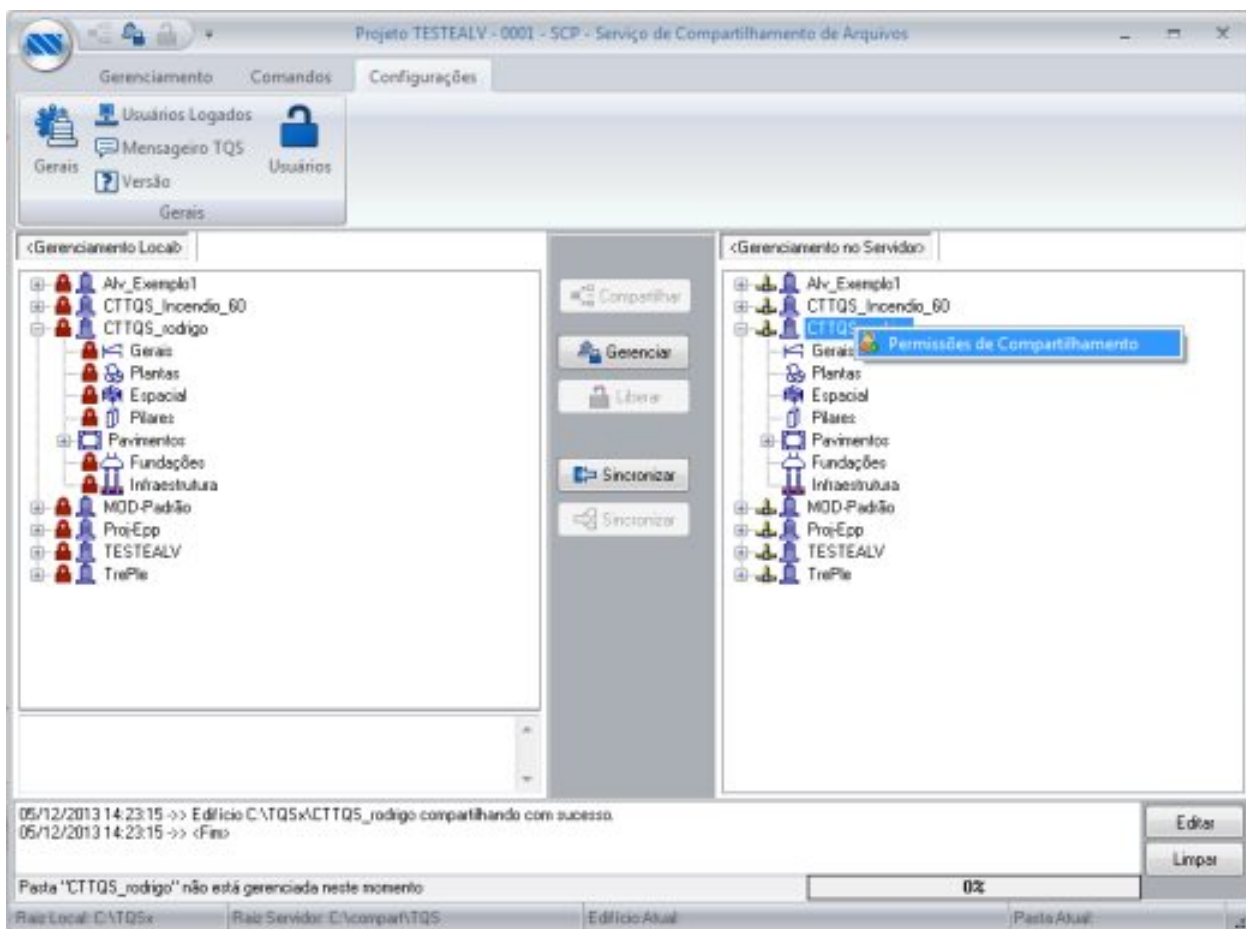 Projeto TESTEALV - 0001 - SCP - Serviço de Compartilhamento de Arquivos
Gerenciamento Comandos Configurações
Gerais
Usuários Logados
Mensageiro TQS
Versão
Usuários
Gerais
<Gerenciamento Local>
Alv_Exemplo1
CTTQS_Incendio_60
CTTQS_rodrigo
Gerais
Plantas
Espacial
Pilares
Pavimentos
Fundações
Infraestrutura
MOD-Padrão
Proj-Epp
TESTEALV
TrePle
Compartilhar
Gerenciar
Liberar
Sincronizar
Sincronizar
<Gerenciamento no Servidor>
Alv_Exemplo1
CTTQS_Incendio_60
Permissões de Compartilhamento
Gerais
Plantas
Espacial
Pilares
Pavimentos
Fundações
Infraestrutura
MOD-Padrão
Proj-Epp
TESTEALV
TrePle
05/12/2013 14:23:15 ->> Edifício C:\TQSx\CTTQS_rodrigo compartilhando com sucesso.
05/12/2013 14:23:15 ->> <Fim>
Editar
Limpar
Pasta "CTTQS_rodrigo" não está gerenciada neste momento 0%
Raiz Local: C:\TQSx Raiz Servidor: C:\compart\TQS Edifício Atual: Pasta Atual: